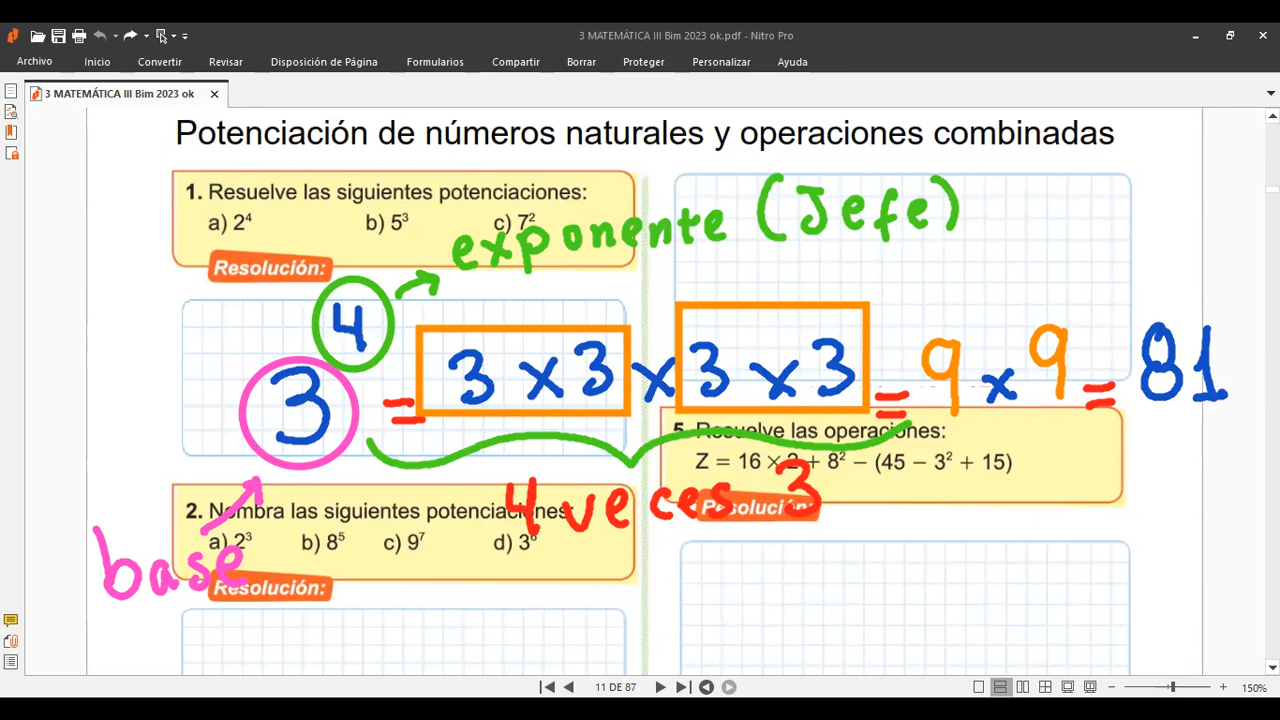 3 MATEMÁTICA III Bim 2023 ok.pdf - Nitro Pro
Archivo Inicio Convertir Revisar Disposición de Página Formularios Compartir Borrar Proteger Personalizar Ayuda
3 MATEMÁTICA III Bim 2023 ok
Potenciación de números naturales y operaciones combinadas
1. Resuelve las siguientes potenciaciones:
a) 2⁴ b) 5³ c) 7²
Resolución:
exponente (Jefe)
3⁴ = 3 x 3 x 3 x 3 = 9 x 9 = 81
4 veces 3
base
2. Nombra las siguientes potenciaciones:
a) 2³ b) 8⁵ c) 9⁷ d) 3⁶
Resolución:
5. Resuelve las operaciones:
Z = 16 × 2 + 8² − (45 − 3² + 15)
Resolución:
11 DE 87
150%